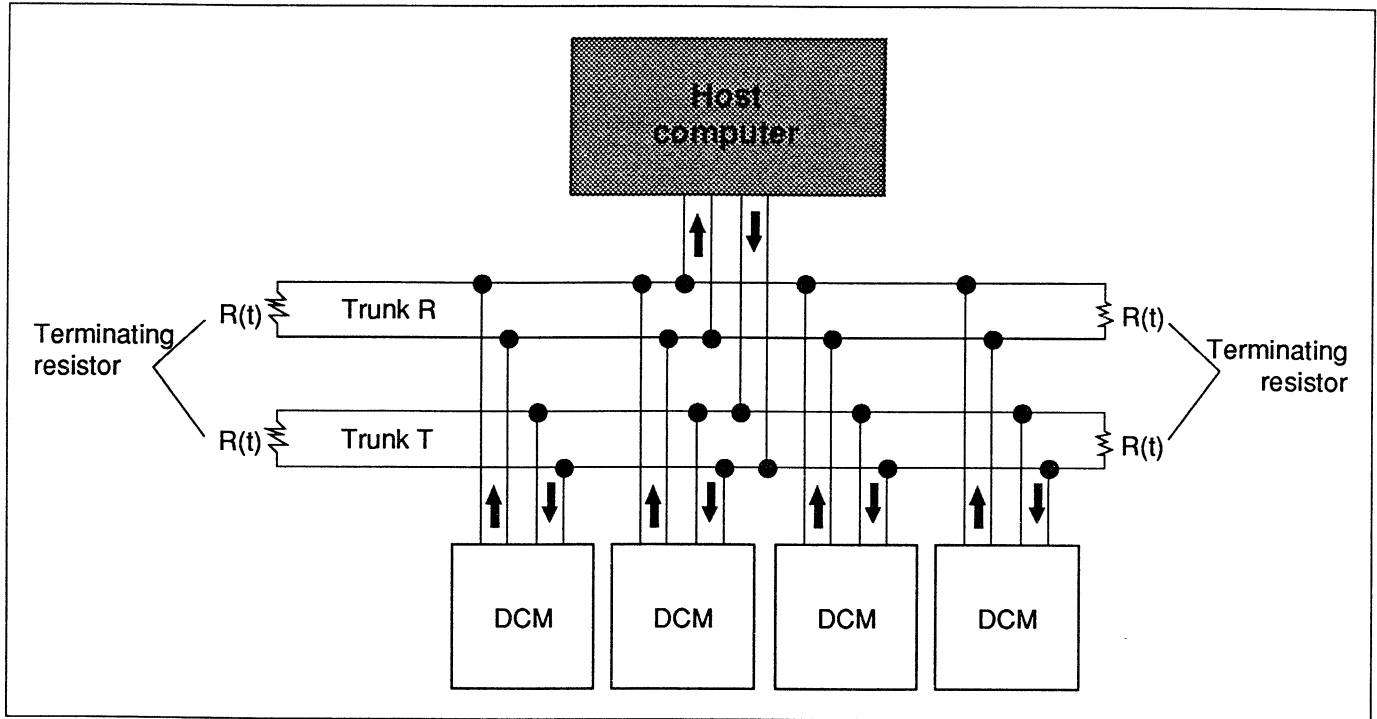 Host
computer
R(t)
Trunk R
R(t)
Terminating
resistor
Terminating
resistor
R(t)
Trunk T
R(t)
DCM
DCM
DCM
DCM